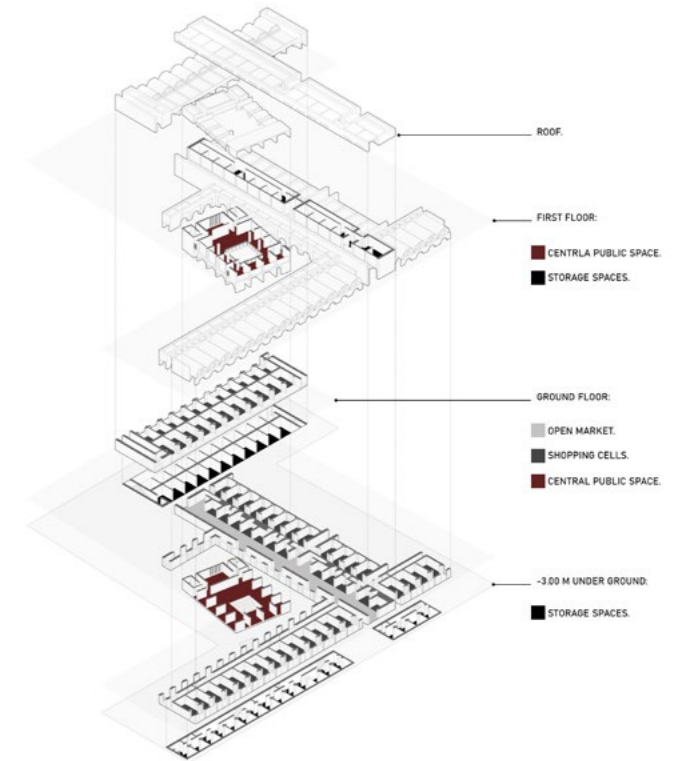 ROOF.
FIRST FLOOR:
CENTRLA PUBLIC SPACE.
STORAGE SPACES.
GROUND FLOOR:
OPEN MARKET.
SHOPPING CELLS.
CENTRAL PUBLIC SPACE.
-3.00 M UNDER GROUND:
STORAGE SPACES.